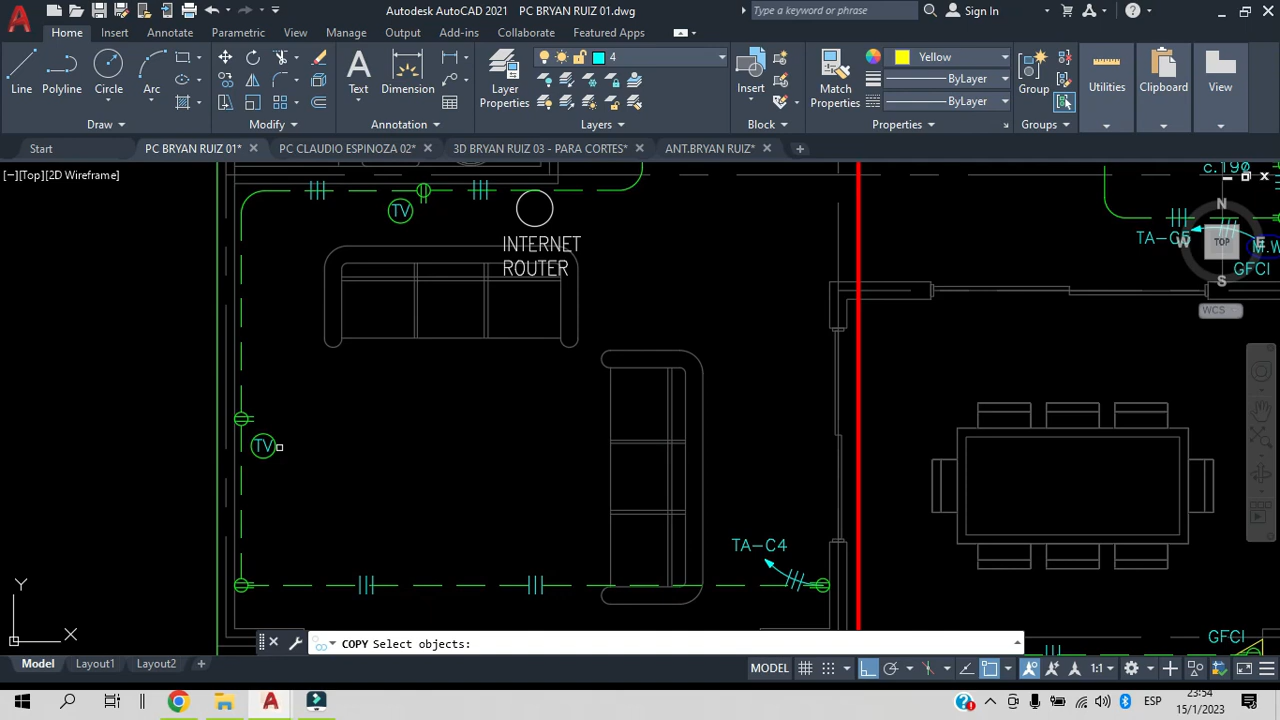 Autodesk AutoCAD 2021 PC BRYAN RUIZ 01.dwg
Type a keyword or phrase
Sign In
Home Insert Annotate Parametric View Manage Output Add-ins Collaborate Featured Apps
Line Polyline Circle Arc
Text Dimension
Layer
Properties
4
Insert
Match
Properties
Yellow
ByLayer
ByLayer
Group
Utilities
Clipboard
View
Draw Modify Annotation Layers Block Properties Groups
Start PC BRYAN RUIZ 01* PC CLAUDIO ESPINOZA 02* 3D BRYAN RUIZ 03 - PARA CORTES* ANT.BRYAN RUIZ*
[−][Top][2D Wireframe]
TV
INTERNET
ROUTER
TV
TA-C4
N
W TOP E
S
WCS
GFCI
GFCI
Y
X
COPY Select objects:
Model Layout1 Layout2
MODEL
1:1
ESP
23:54
15/1/2023